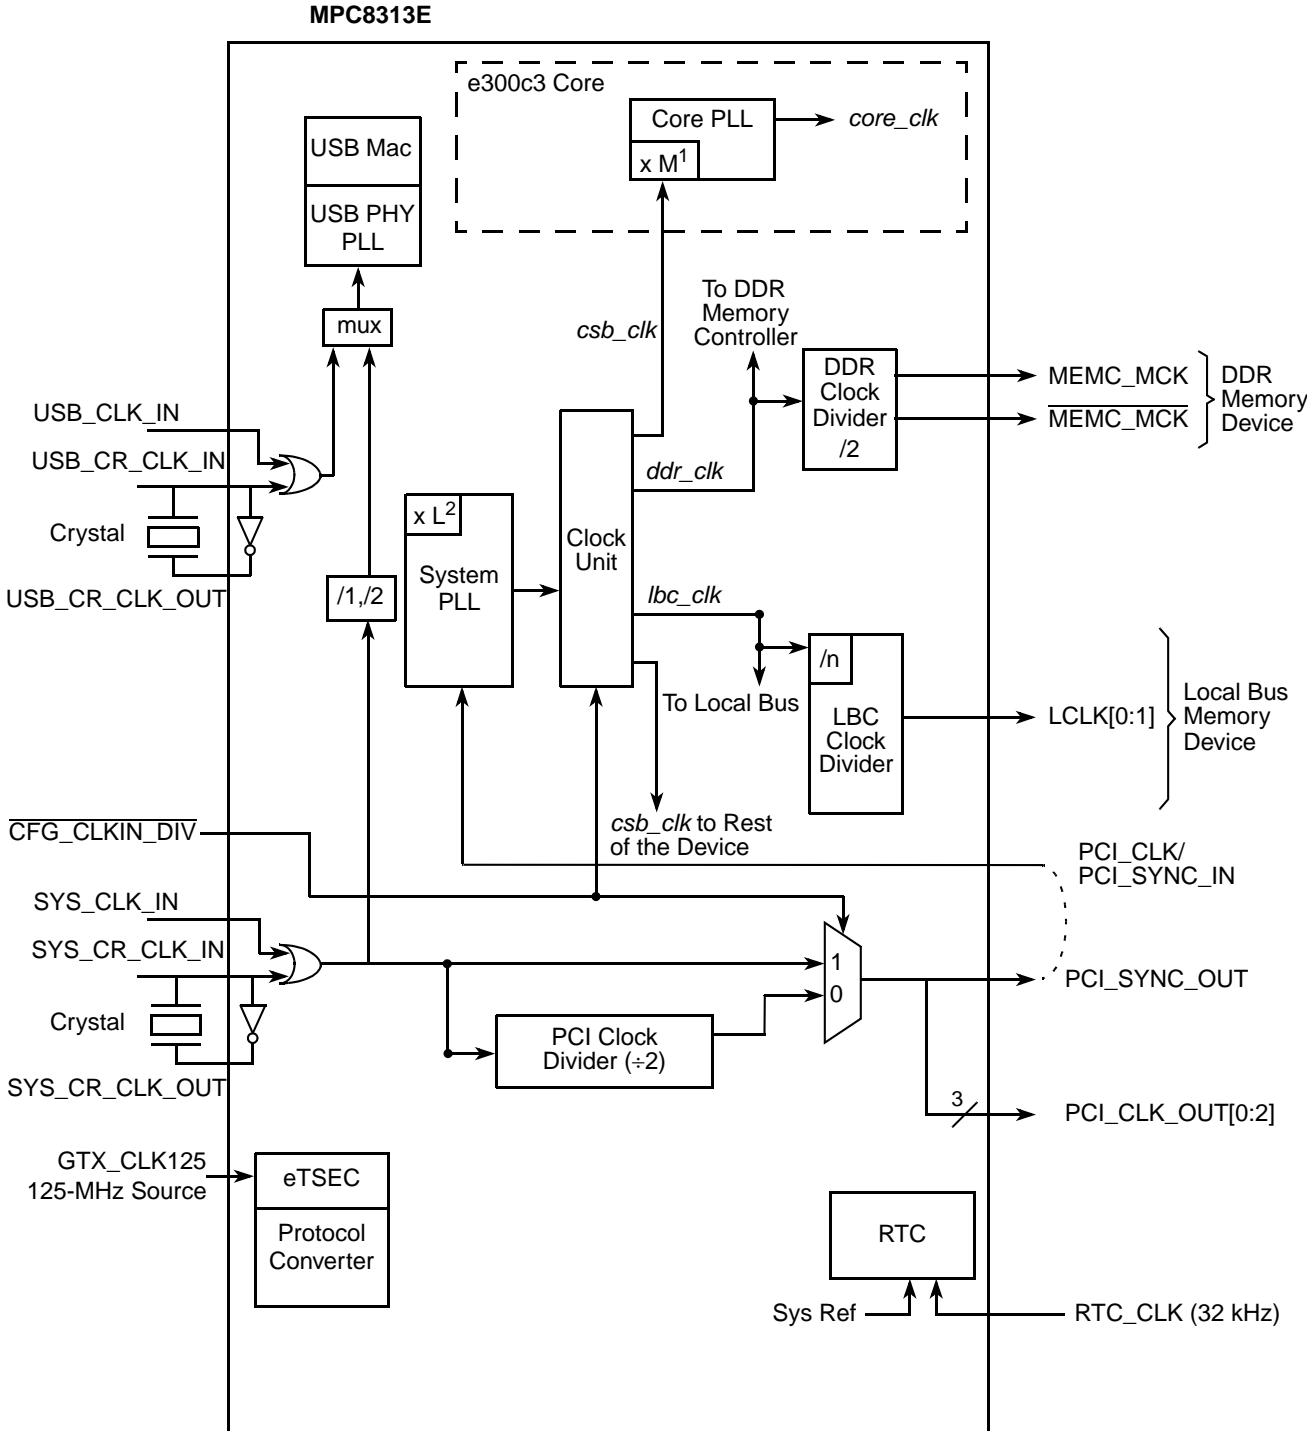 MPC8313E
e300c3 Core
Core PLL
x M1
core_clk
USB Mac
USB PHY
PLL
mux
csb_clk
To DDR
Memory
Controller
DDR
Clock
Divider
/2
MEMC_MCK
MEMC_MCK
DDR
Memory
Device
USB_CLK_IN
USB_CR_CLK_IN
Crystal
USB_CR_CLK_OUT
/1,/2
x L2
System
PLL
Clock
Unit
ddr_clk
lbc_clk
To Local Bus
/n
LBC
Clock
Divider
LCLK[0:1]
Local Bus
Memory
Device
csb_clk to Rest
of the Device
CFG_CLKIN_DIV
PCI_CLK/
PCI_SYNC_IN
SYS_CLK_IN
SYS_CR_CLK_IN
Crystal
SYS_CR_CLK_OUT
1
0
PCI Clock
Divider (÷2)
PCI_SYNC_OUT
3
PCI_CLK_OUT[0:2]
GTX_CLK125
125-MHz Source
eTSEC
Protocol
Converter
RTC
Sys Ref
RTC_CLK (32 kHz)